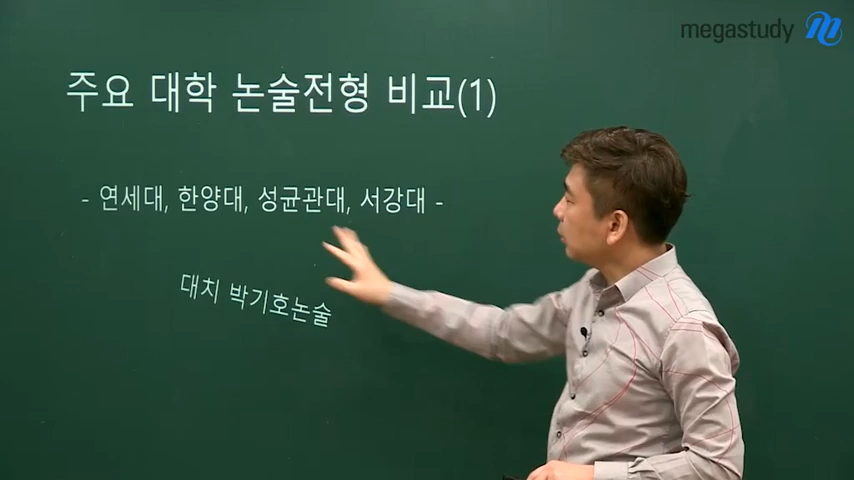 megastudy
주요 대학 논술전형 비교(1)
- 연세대, 한양대, 성균관대, 서강대 -
대치 박기호논술